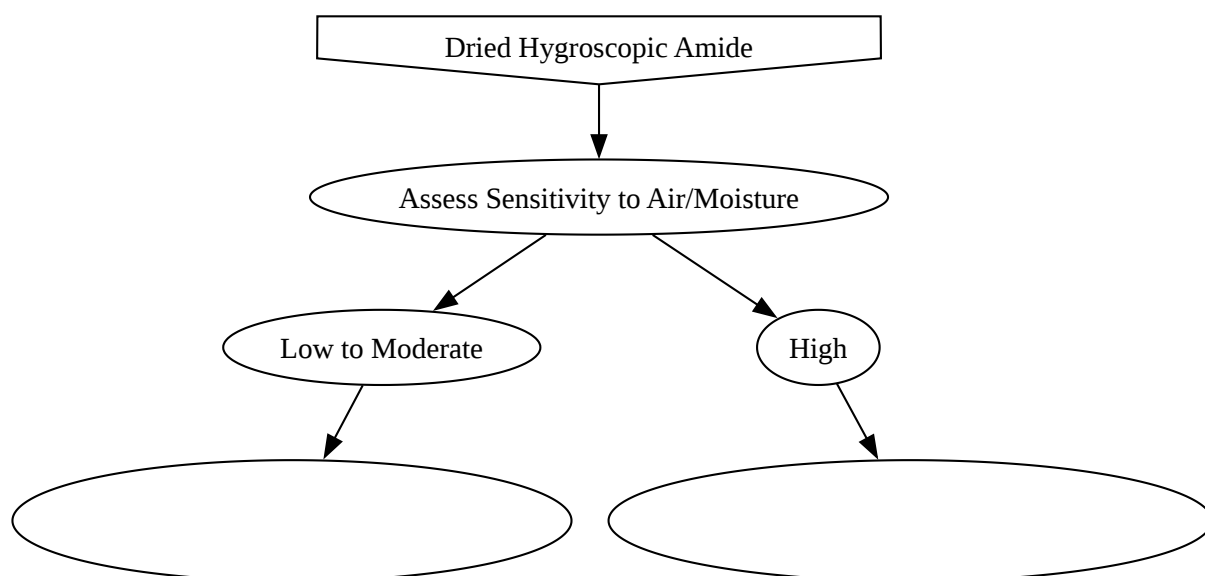 Dried Hygroscopic Amide
Assess Sensitivity to Air/Moisture
Low to Moderate
High